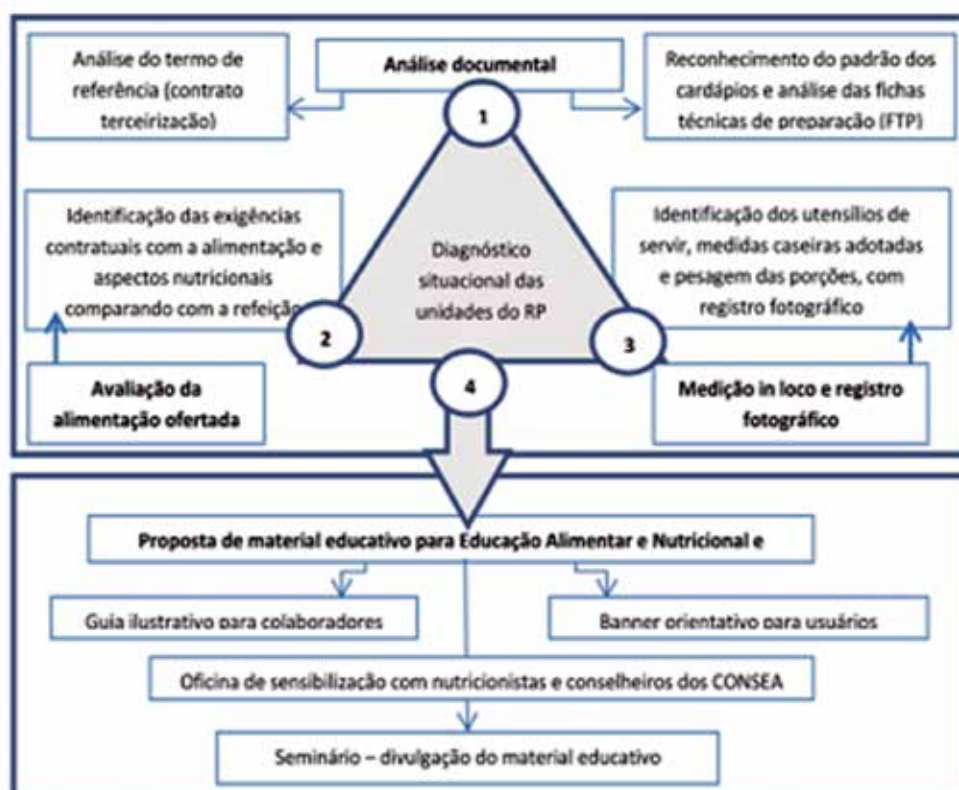 Análise do termo de
referência (contrato
terceirização)
Análise documental
Reconhecimento do padrão dos
cardápios e análise das fichas
técnicas de preparação (FTP)
1
Identificação das exigências
contratuais com a alimentação e
aspectos nutricionais
comparando com a refeição
Diagnóstico
situacional das
unidades do RP
Identificação dos utensílios de
servir, medidas caseiras adotadas
e pesagem das porções, com
registro fotográfico
2
3
4
Avaliação da
alimentação ofertada
Medição in loco e registro
fotográfico
Proposta de material educativo para Educação Alimentar e Nutricional e
Guia ilustrativo para colaboradores
Banner orientativo para usuários
Oficina de sensibilização com nutricionistas e conselheiros dos CONSEA
Seminário – divulgação do material educativo